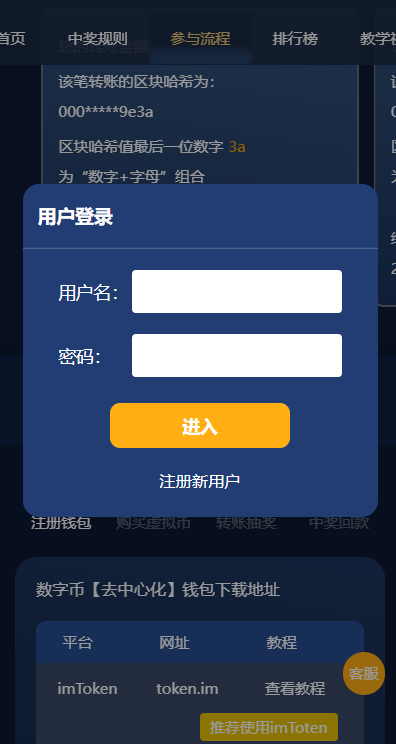 首页 中奖规则 参与流程 排行榜 教学视
该笔转账的区块哈希为：
000*****9e3a
区块哈希值最后一位数字 3a
为“数字+字母”组合
用户登录
用户名：
密码：
进入
注册新用户
注册钱包 购买虚拟币 转账抽奖 中奖回款
数字币【去中心化】钱包下载地址
平台 网址 教程
imToken token.im 查看教程
客服
推荐使用imToten